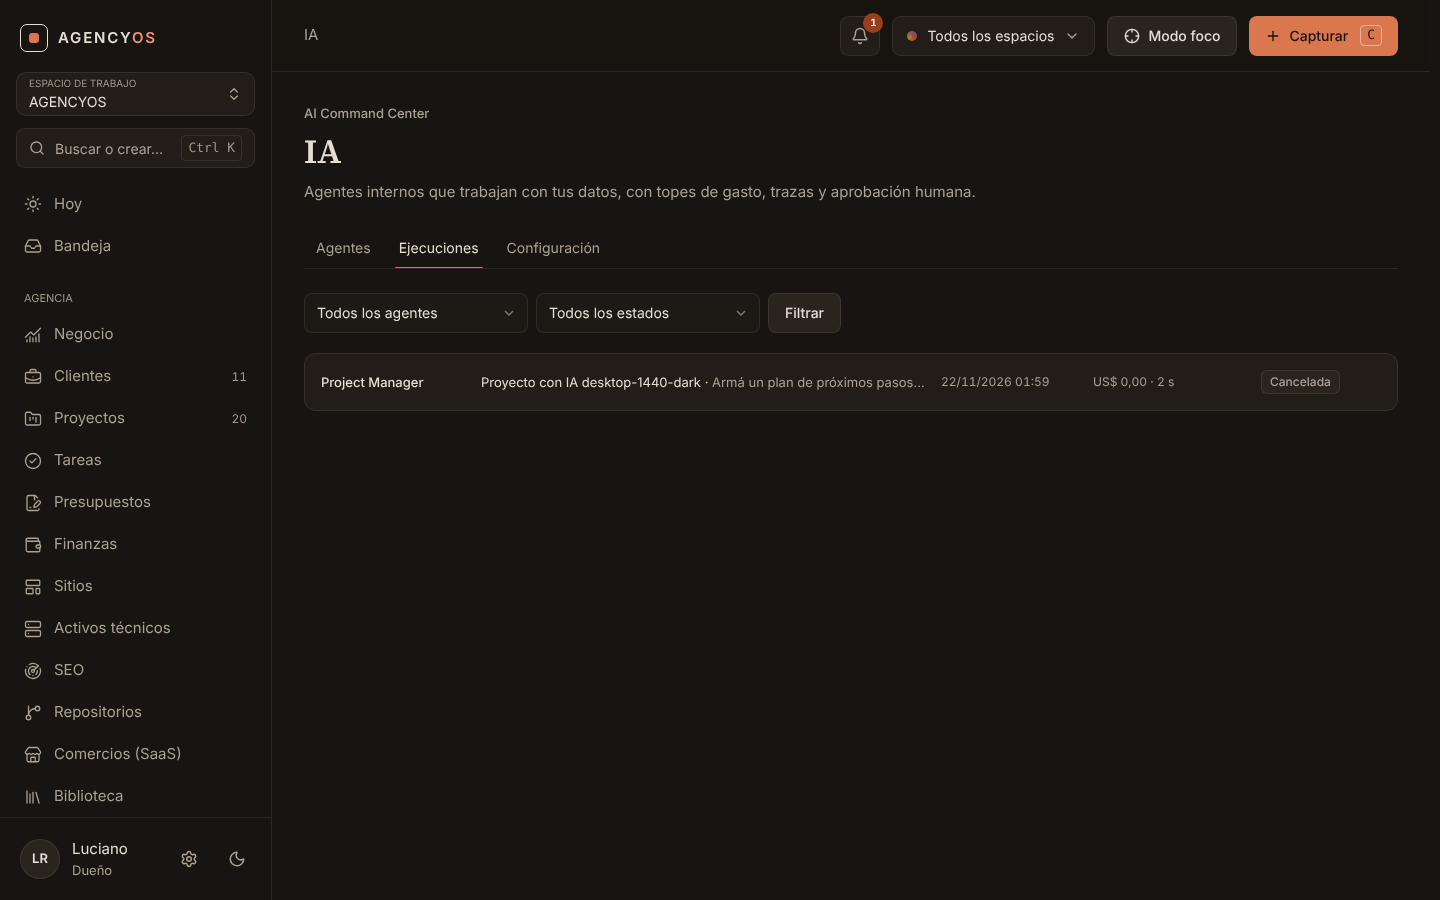 AGENCYOS
ESPACIO DE TRABAJO
AGENCYOS
Buscar o crear... Ctrl K
Hoy
Bandeja
AGENCIA
Negocio
Clientes 11
Proyectos 20
Tareas
Presupuestos
Finanzas
Sitios
Activos técnicos
SEO
Repositorios
Comercios (SaaS)
Biblioteca
LR
Luciano
Dueño
IA
1
Todos los espacios
Modo foco
Capturar C
AI Command Center
IA
Agentes internos que trabajan con tus datos, con topes de gasto, trazas y aprobación humana.
Agentes Ejecuciones Configuración
Todos los agentes Todos los estados Filtrar
Project Manager Proyecto con IA desktop-1440-dark · Armá un plan de próximos pasos... 22/11/2026 01:59 US$ 0,00 · 2 s Cancelada